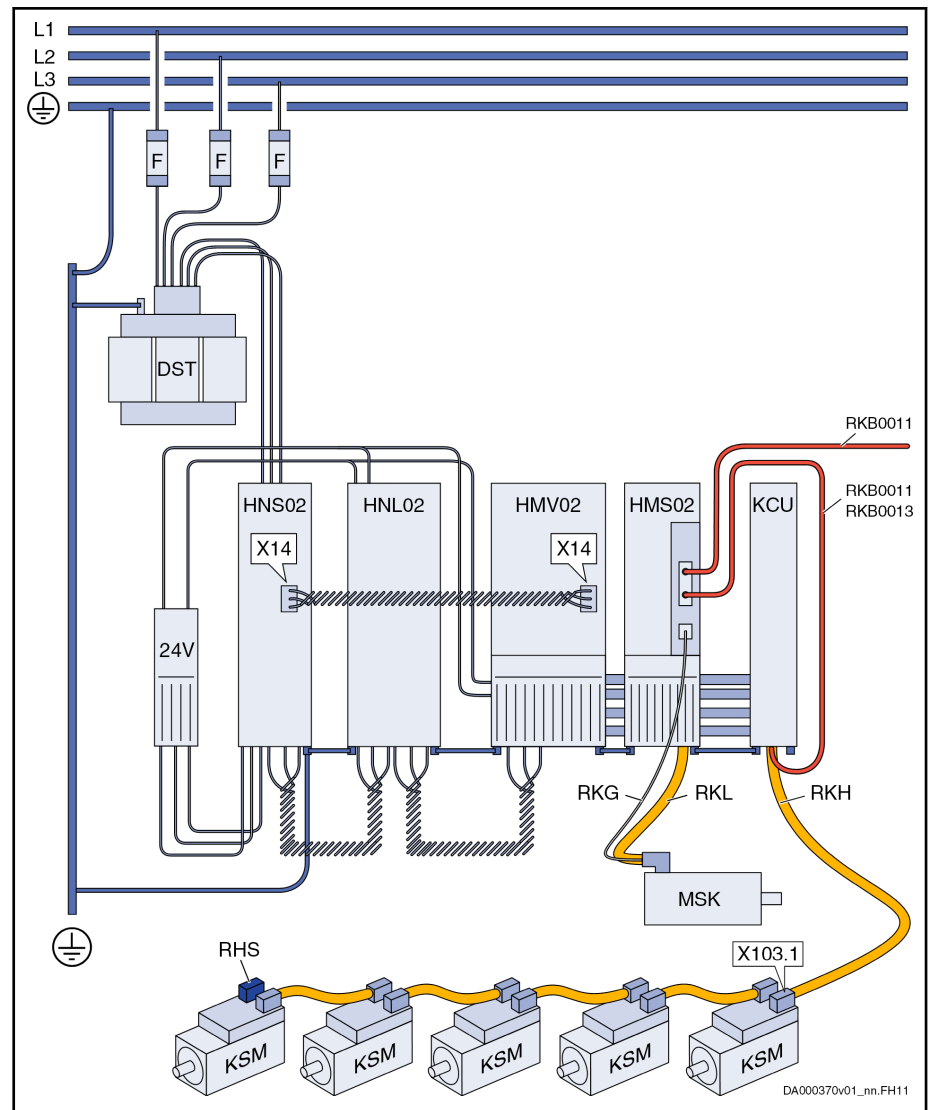 L1
L2
L3
F F F
DST
RKB0011
RKB0011
RKB0013
HNS02 HNL02 HMV02 HMS02 KCU
X14 X14
24V
RKG RKL RKH
MSK
RHS X103.1
KSM KSM KSM KSM KSM
DA000370v01_nn.FH11